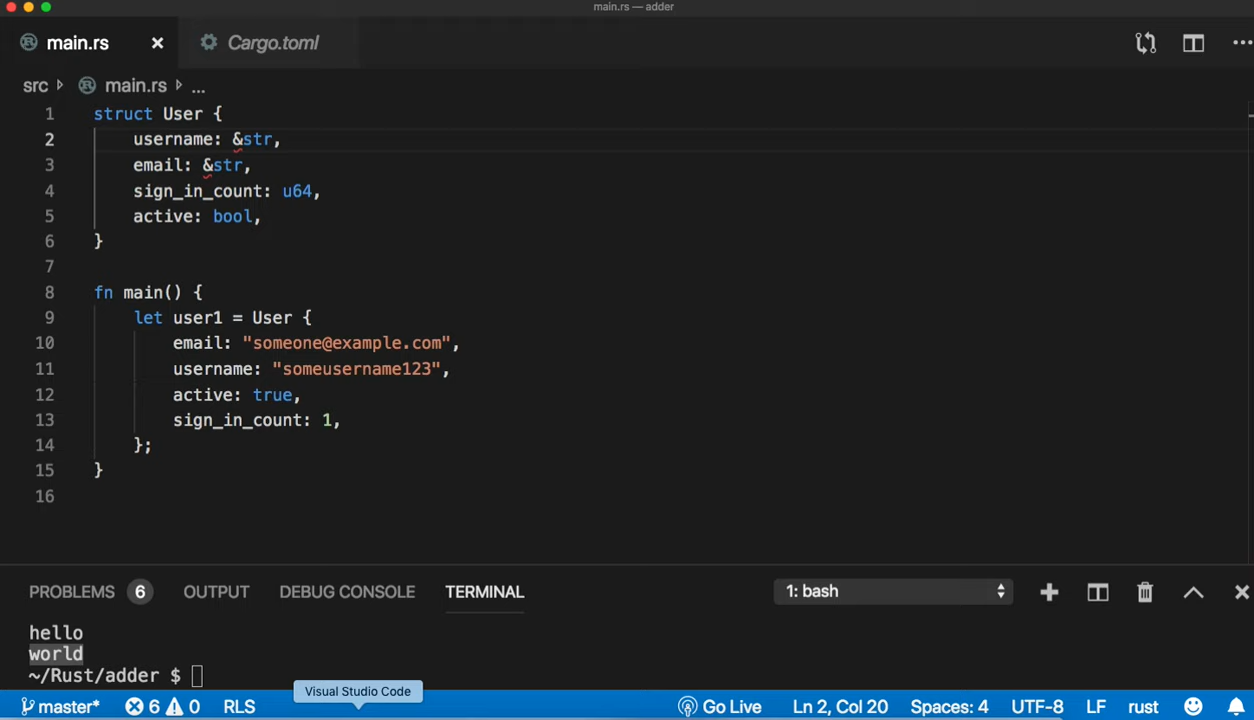 main.rs — adder
main.rs Cargo.toml
src main.rs ...
1 struct User {
2 username: &str,
3 email: &str,
4 sign_in_count: u64,
5 active: bool,
6 }
7
8 fn main() {
9 let user1 = User {
10 email: "someone@example.com",
11 username: "someusername123",
12 active: true,
13 sign_in_count: 1,
14 };
15 }
16
PROBLEMS 6 OUTPUT DEBUG CONSOLE TERMINAL 1: bash
hello
world
~/Rust/adder $
Visual Studio Code
master* 6 0 RLS Go Live Ln 2, Col 20 Spaces: 4 UTF-8 LF rust